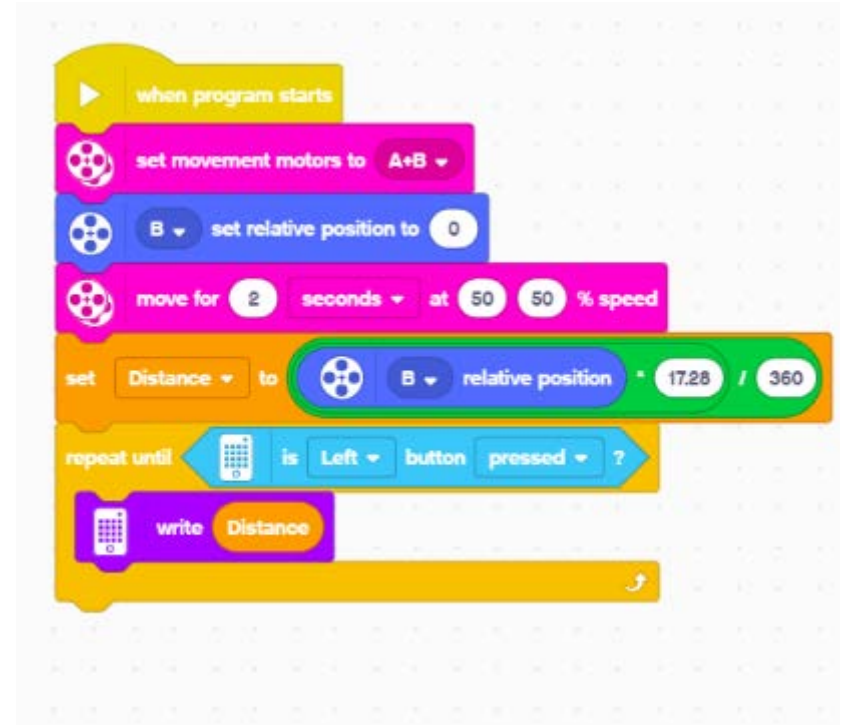 when program starts
set movement motors to A+B
B set relative position to 0
move for 2 seconds at 50 50 % speed
set Distance to B relative position * 17.28 / 360
repeat until is Left button pressed ?
write Distance